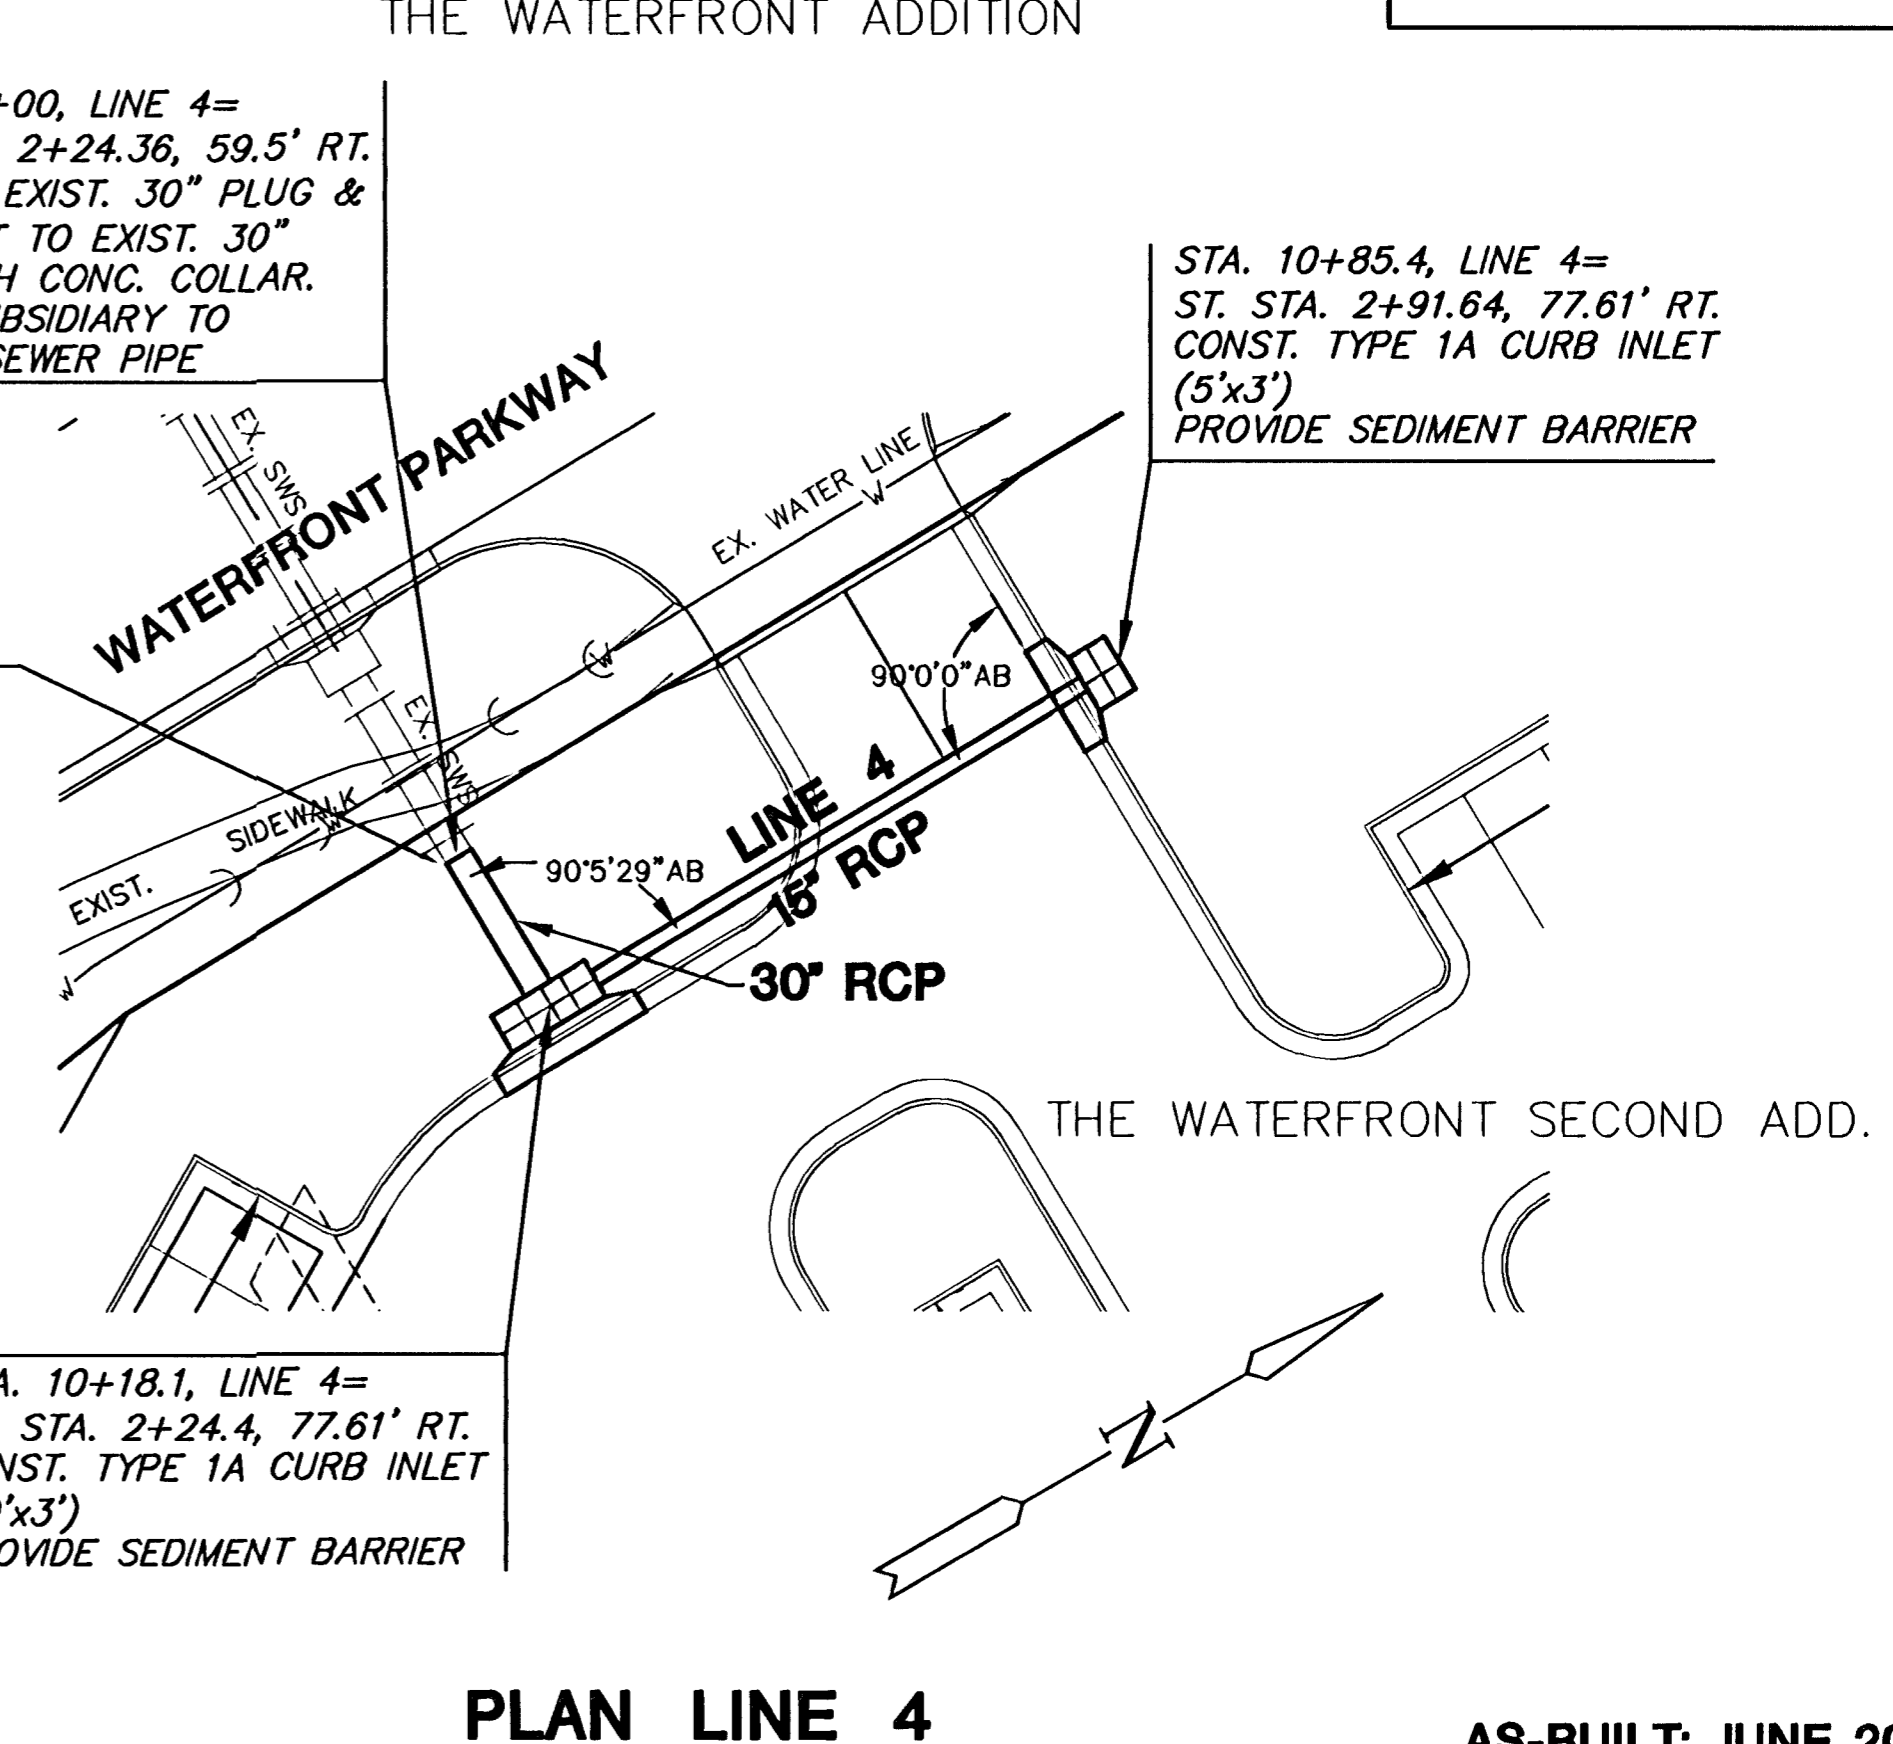 THE WATERFRONT ADDITION
+00, LINE 4=
2+24.36, 59.5' RT.
EXIST. 30" PLUG &
TO EXIST. 30"
H CONC. COLLAR.
BSIDIARY TO
SEWER PIPE
STA. 10+85.4, LINE 4=
ST. STA. 2+91.64, 77.61' RT.
CONST. TYPE 1A CURB INLET
(5'x3')
PROVIDE SEDIMENT BARRIER
EX. SWS
WATERFRONT PARKWAY
EX. WATER LINE
W
W
90°0'0"AB
EX. SWS
LINE 4
SIDEWALK
W
15" RCP
90°5'29"AB
EXIST.
W
30" RCP
THE WATERFRONT SECOND ADD.
A. 10+18.1, LINE 4=
STA. 2+24.4, 77.61' RT.
NST. TYPE 1A CURB INLET
'x3')
OVIDE SEDIMENT BARRIER
N
PLAN LINE 4
AS-BUILT: JUNE 20